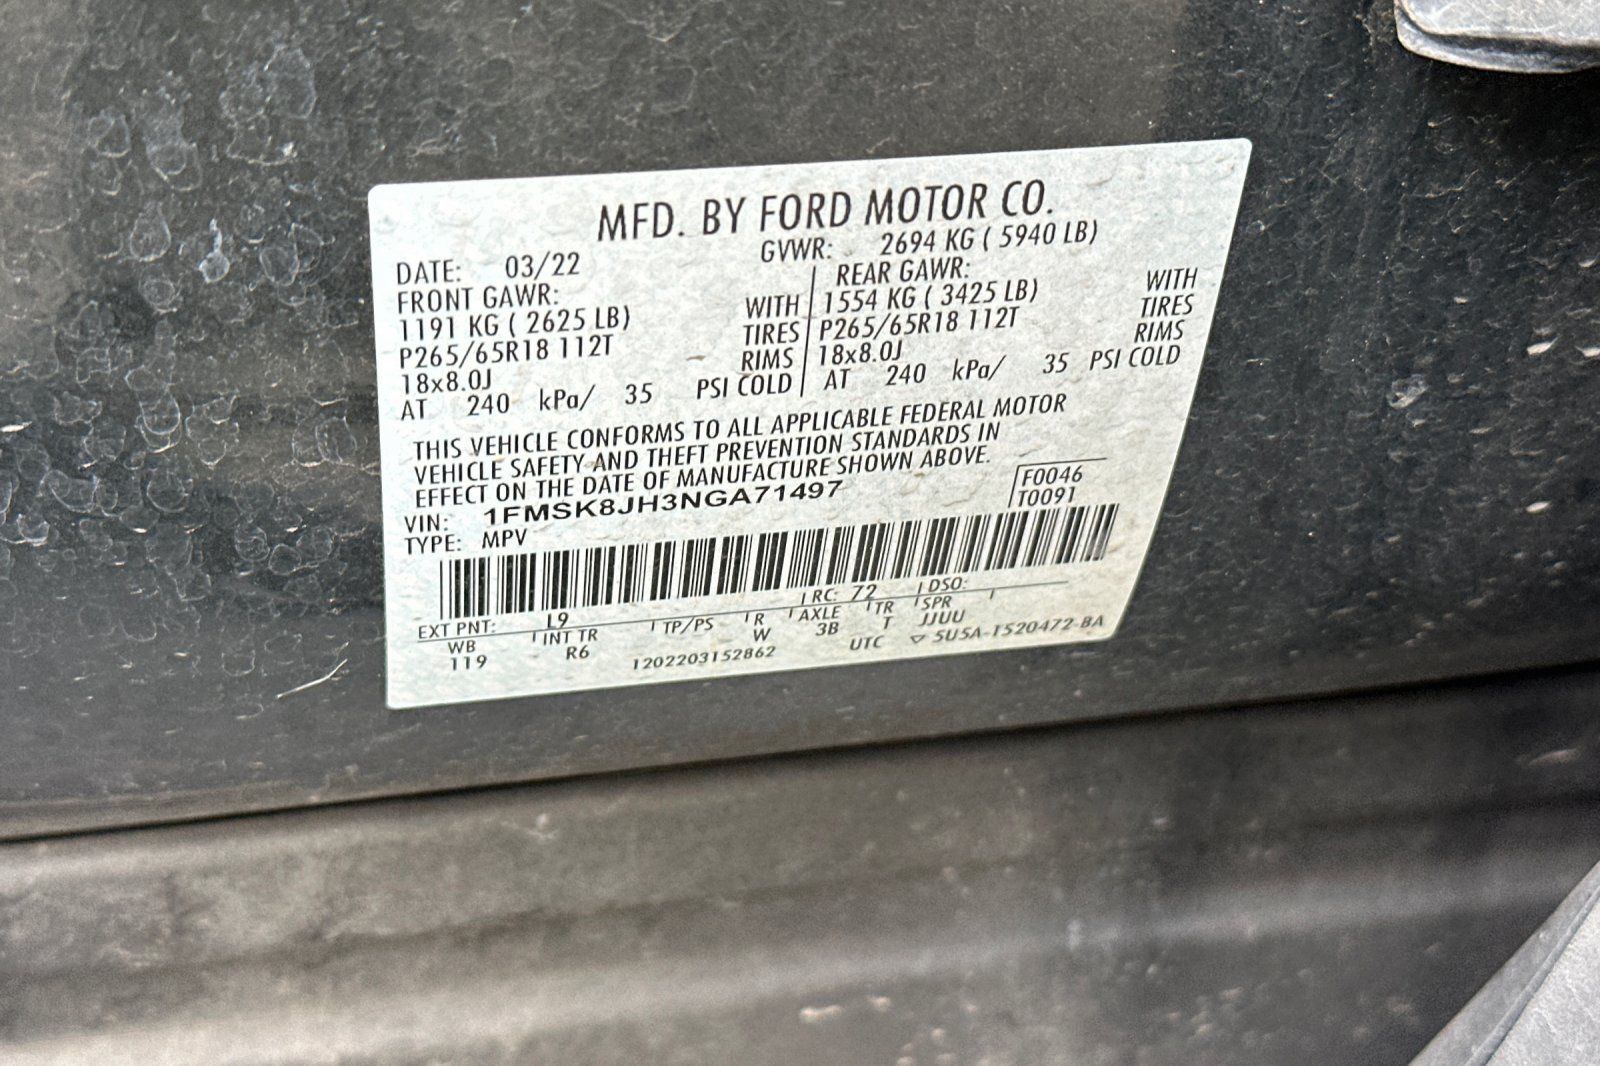 MFD. BY FORD MOTOR CO.
DATE: 03/22 GVWR: 2694 KG ( 5940 LB)
FRONT GAWR: REAR GAWR:
1191 KG ( 2625 LB) WITH 1554 KG ( 3425 LB) WITH
P265/65R18 112T TIRES P265/65R18 112T TIRES
18x8.0J RIMS 18x8.0J RIMS
AT 240 kPa/ 35 PSI COLD AT 240 kPa/ 35 PSI COLD
THIS VEHICLE CONFORMS TO ALL APPLICABLE FEDERAL MOTOR
VEHICLE SAFETY AND THEFT PREVENTION STANDARDS IN
EFFECT ON THE DATE OF MANUFACTURE SHOWN ABOVE.
VIN: 1FMSK8JH3NGA71497 F0046
TYPE: MPV T0091
EXT PNT: L9 RC: 72 DSO:
WB INT TR TP/PS R AXLE TR SPR
119 R6 W 3B T JJUU
1202203152862 UTC ▽ 5U5A-1520472-BA